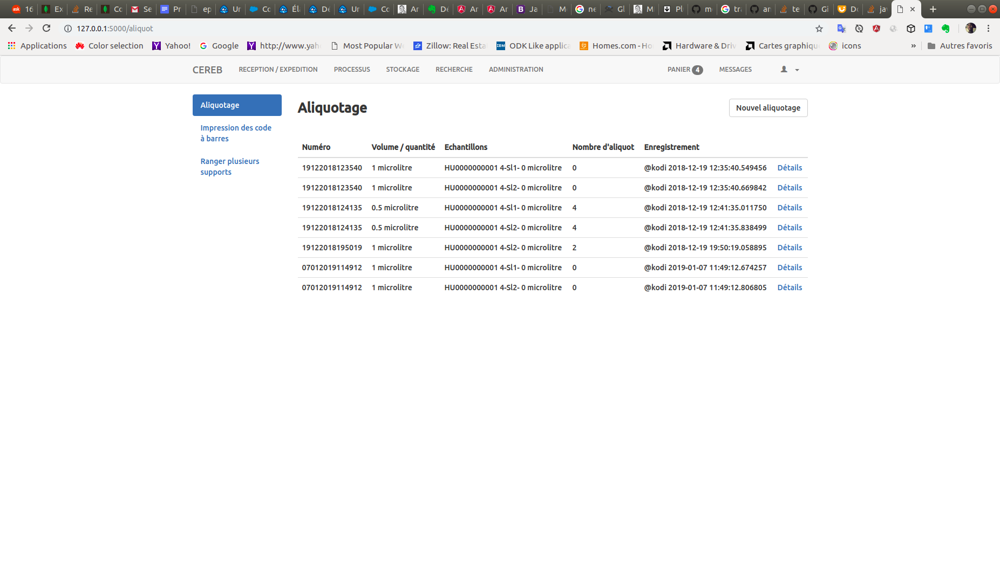 16 Ex Re Co Se Pr ep Ur Co Éla De Ur Co Ar De Ar Ar Ja M ne Gl M Pl m tra an te Gi Do jav
127.0.0.1:5000/aliquot
Applications Color selection Yahoo! Google http://www.yah Most Popular W Zillow: Real Esta ODK Like applica Homes.com - Ho Hardware & Driv Cartes graphiqu icons » Autres favoris
CEREB RECEPTION / EXPEDITION PROCESSUS STOCKAGE RECHERCHE ADMINISTRATION PANIER 4 MESSAGES
Aliquotage
Impression des code
à barres
Ranger plusieurs
supports
Aliquotage Nouvel aliquotage
Numéro Volume / quantité Echantillons Nombre d'aliquot Enregistrement
19122018123540 1 microlitre HU0000000001 4-Sl1- 0 microlitre 0 @kodi 2018-12-19 12:35:40.549456 Détails
19122018123540 1 microlitre HU0000000001 4-Sl2- 0 microlitre 0 @kodi 2018-12-19 12:35:40.669842 Détails
19122018124135 0.5 microlitre HU0000000001 4-Sl1- 0 microlitre 4 @kodi 2018-12-19 12:41:35.011750 Détails
19122018124135 0.5 microlitre HU0000000001 4-Sl2- 0 microlitre 4 @kodi 2018-12-19 12:41:35.838499 Détails
19122018195019 1 microlitre HU0000000001 4-Sl2- 0 microlitre 2 @kodi 2018-12-19 19:50:19.058895 Détails
07012019114912 1 microlitre HU0000000001 4-Sl1- 0 microlitre 0 @kodi 2019-01-07 11:49:12.674257 Détails
07012019114912 1 microlitre HU0000000001 4-Sl2- 0 microlitre 0 @kodi 2019-01-07 11:49:12.806805 Détails